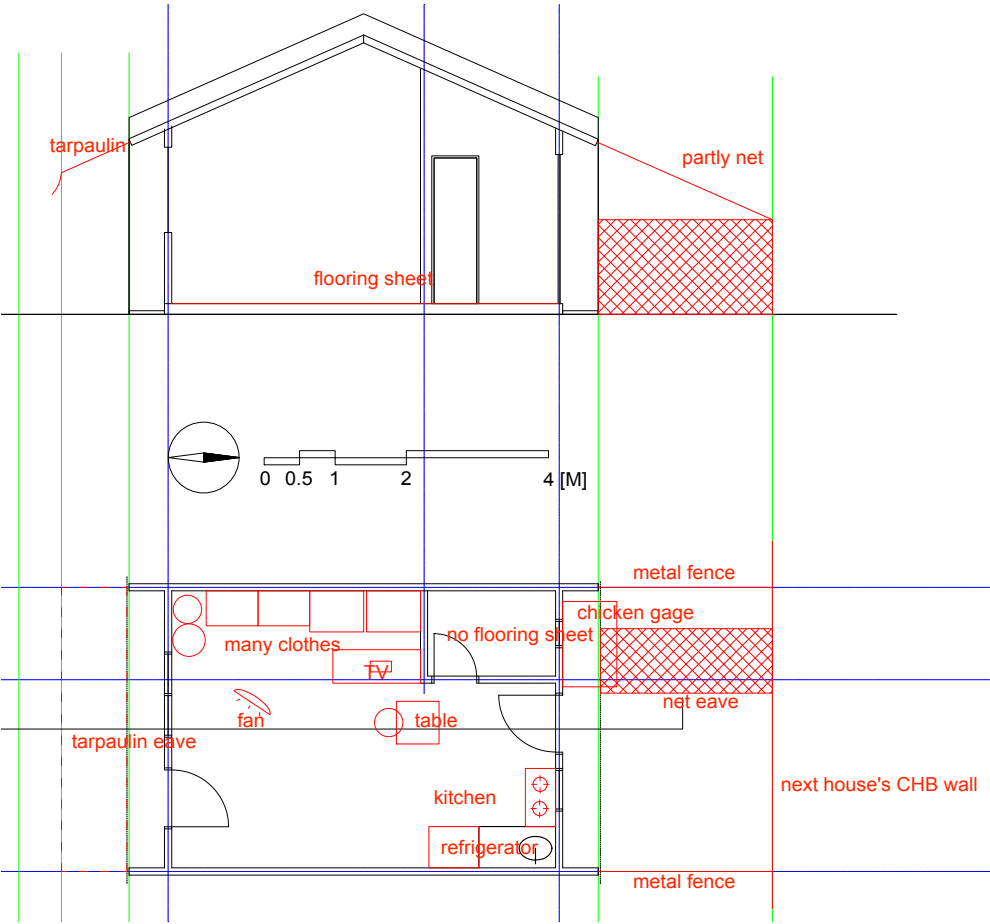 tarpaulin
partly net
flooring sheet
0 0.5 1 2 4 [M]
metal fence
chicken gage
many clothes
no flooring sheet
TV
net eave
fan
table
tarpaulin eave
next house's CHB wall
kitchen
refrigerator
metal fence